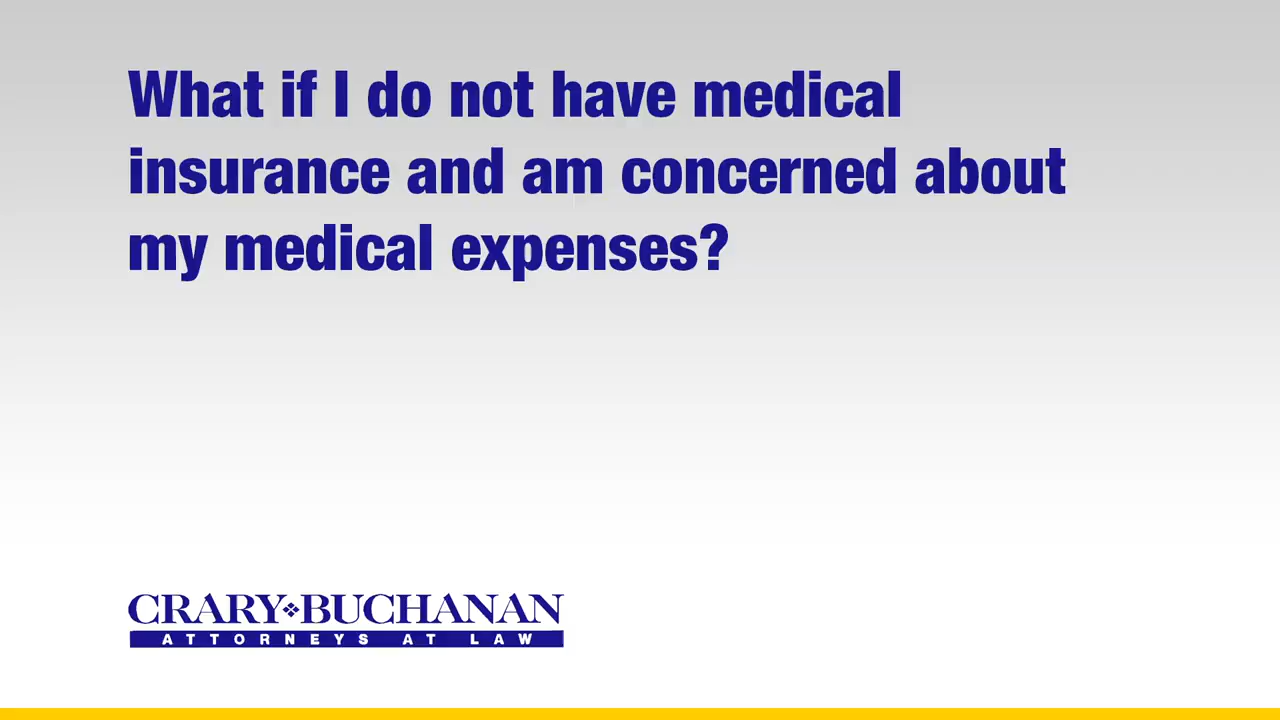 What if I do not have medical
insurance and am concerned about
my medical expenses?
CRARY❖BUCHANAN
ATTORNEYS AT LAW